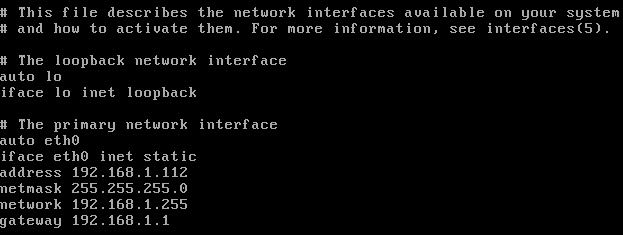 # This file describes the network interfaces available on your system
# and how to activate them. For more information, see interfaces(5).
# The loopback network interface
auto lo
iface lo inet loopback
# The primary network interface
auto eth0
iface eth0 inet static
address 192.168.1.112
netmask 255.255.255.0
network 192.168.1.255
gateway 192.168.1.1